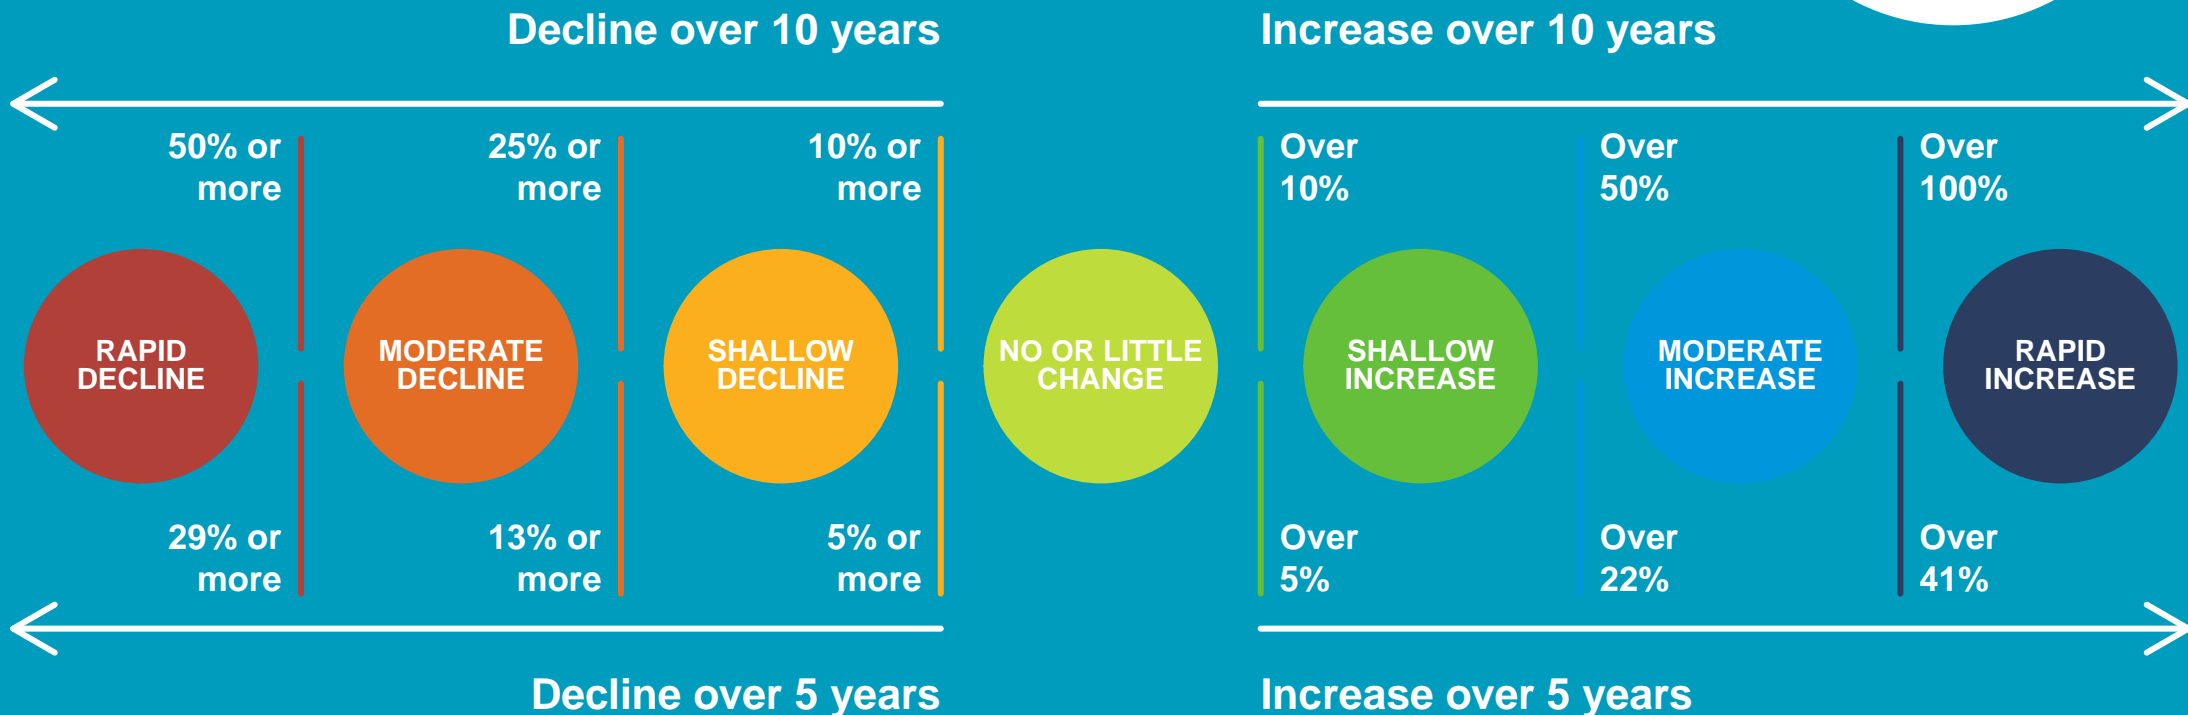 Decline over 10 years
Increase over 10 years
50% or
more
25% or
more
10% or
more
Over
10%
Over
50%
Over
100%
RAPID
DECLINE
MODERATE
DECLINE
SHALLOW
DECLINE
NO OR LITTLE
CHANGE
SHALLOW
INCREASE
MODERATE
INCREASE
RAPID
INCREASE
29% or
more
13% or
more
5% or
more
Over
5%
Over
22%
Over
41%
Decline over 5 years
Increase over 5 years